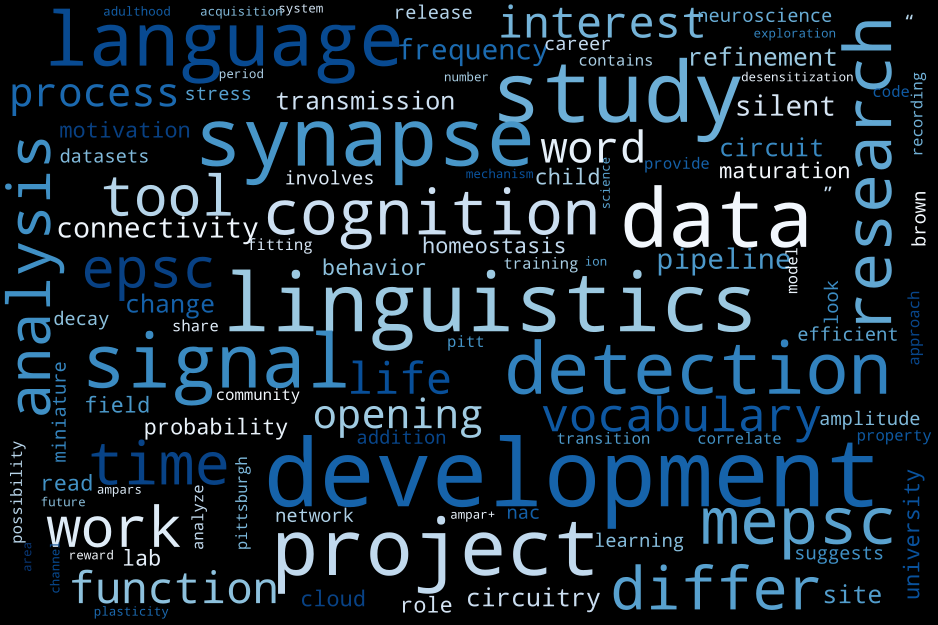 adulthood acquisition system release interest neuroscience “
language frequency career exploration research
period contains refinement
process stress number study desensitization code recording
transmission silent
motivation synapse word circuit
datasets provide
analysis involves mechanism child science maturation
tool cognition data ” brown
connectivity fitting homeostasis
epsc behavior training ion pipeline model
change linguistics look approach
decay share efficient
signal pitt detection
miniature life
community
field opening vocabulary amplitude
probability addition transition correlate property
possibility time development
read ampars pittsburgh university
future analyze
work network ampar+ nac mepsc
reward project learning suggests
area channel lab
function cloud role circuitry differ site
plasticity